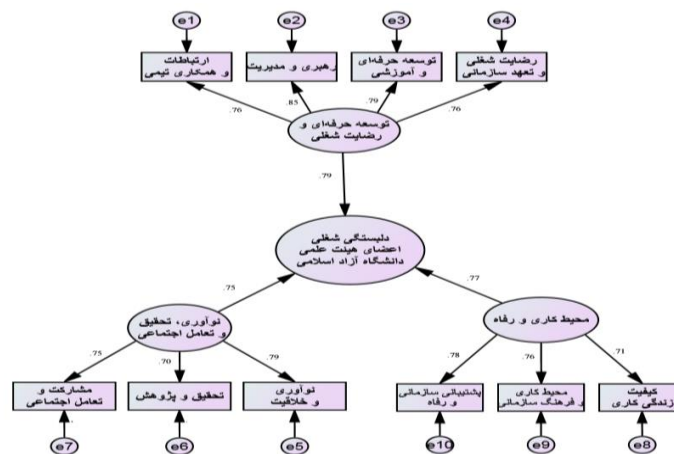 e1
e2
e3
e4
ارتباطات
و همکاری تیمی
رهبری و مدیریت
توسعه حرفه‌ای
و آموزشی
رضایت شغلی
و تعهد سازمانی
.76
.85
.79
.76
توسعه حرفه‌ای و
رضایت شغلی
.79
دلبستگی شغلی
اعضای هیئت علمی
دانشگاه آزاد اسلامی
.75
.77
نوآوری، تحقیق
و تعامل اجتماعی
محیط کاری و رفاه
.75
.70
.79
.78
.76
.71
مشارکت و
تعامل اجتماعی
تحقیق و پژوهش
نوآوری
و خلاقیت
پشتیبانی سازمانی
و رفاه
محیط کاری
و فرهنگ سازمانی
کیفیت
زندگی کاری
e7
e6
e5
e10
e9
e8